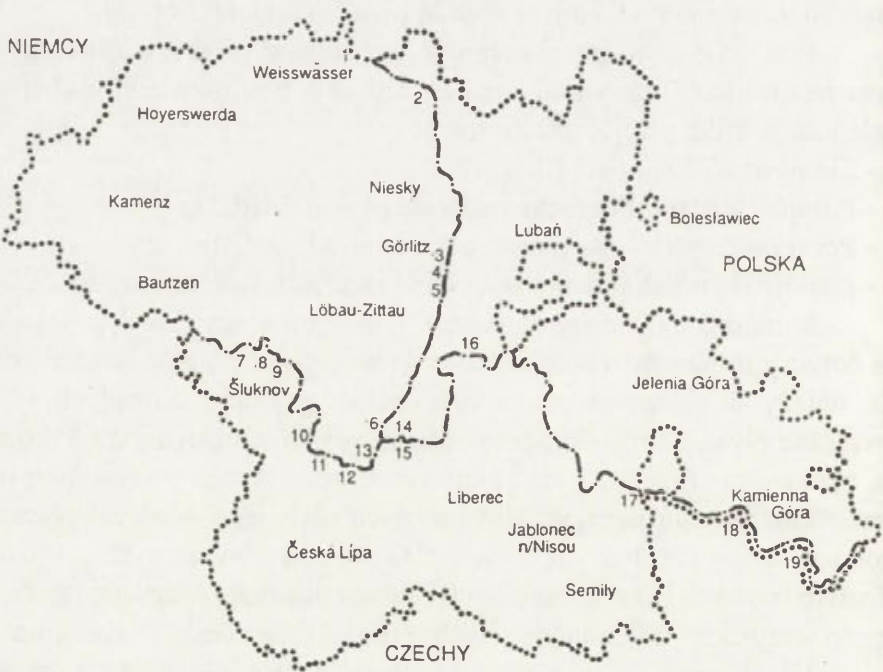 NIEMCY
Weisswasser
1
2
Hoyerswerda
Niesky
Kamenz
Bolesławiec
Lubań
Görlitz
3
4
5
POLSKA
Bautzen
Löbau-Zittau
7
8
9
16
Šluknov
Jelenia Góra
10
6
14
13
15
11
12
Liberec
17
Kamienna
Góra
18
Jablonec
n/Nisou
Česká Lípa
19
Semily
CZECHY